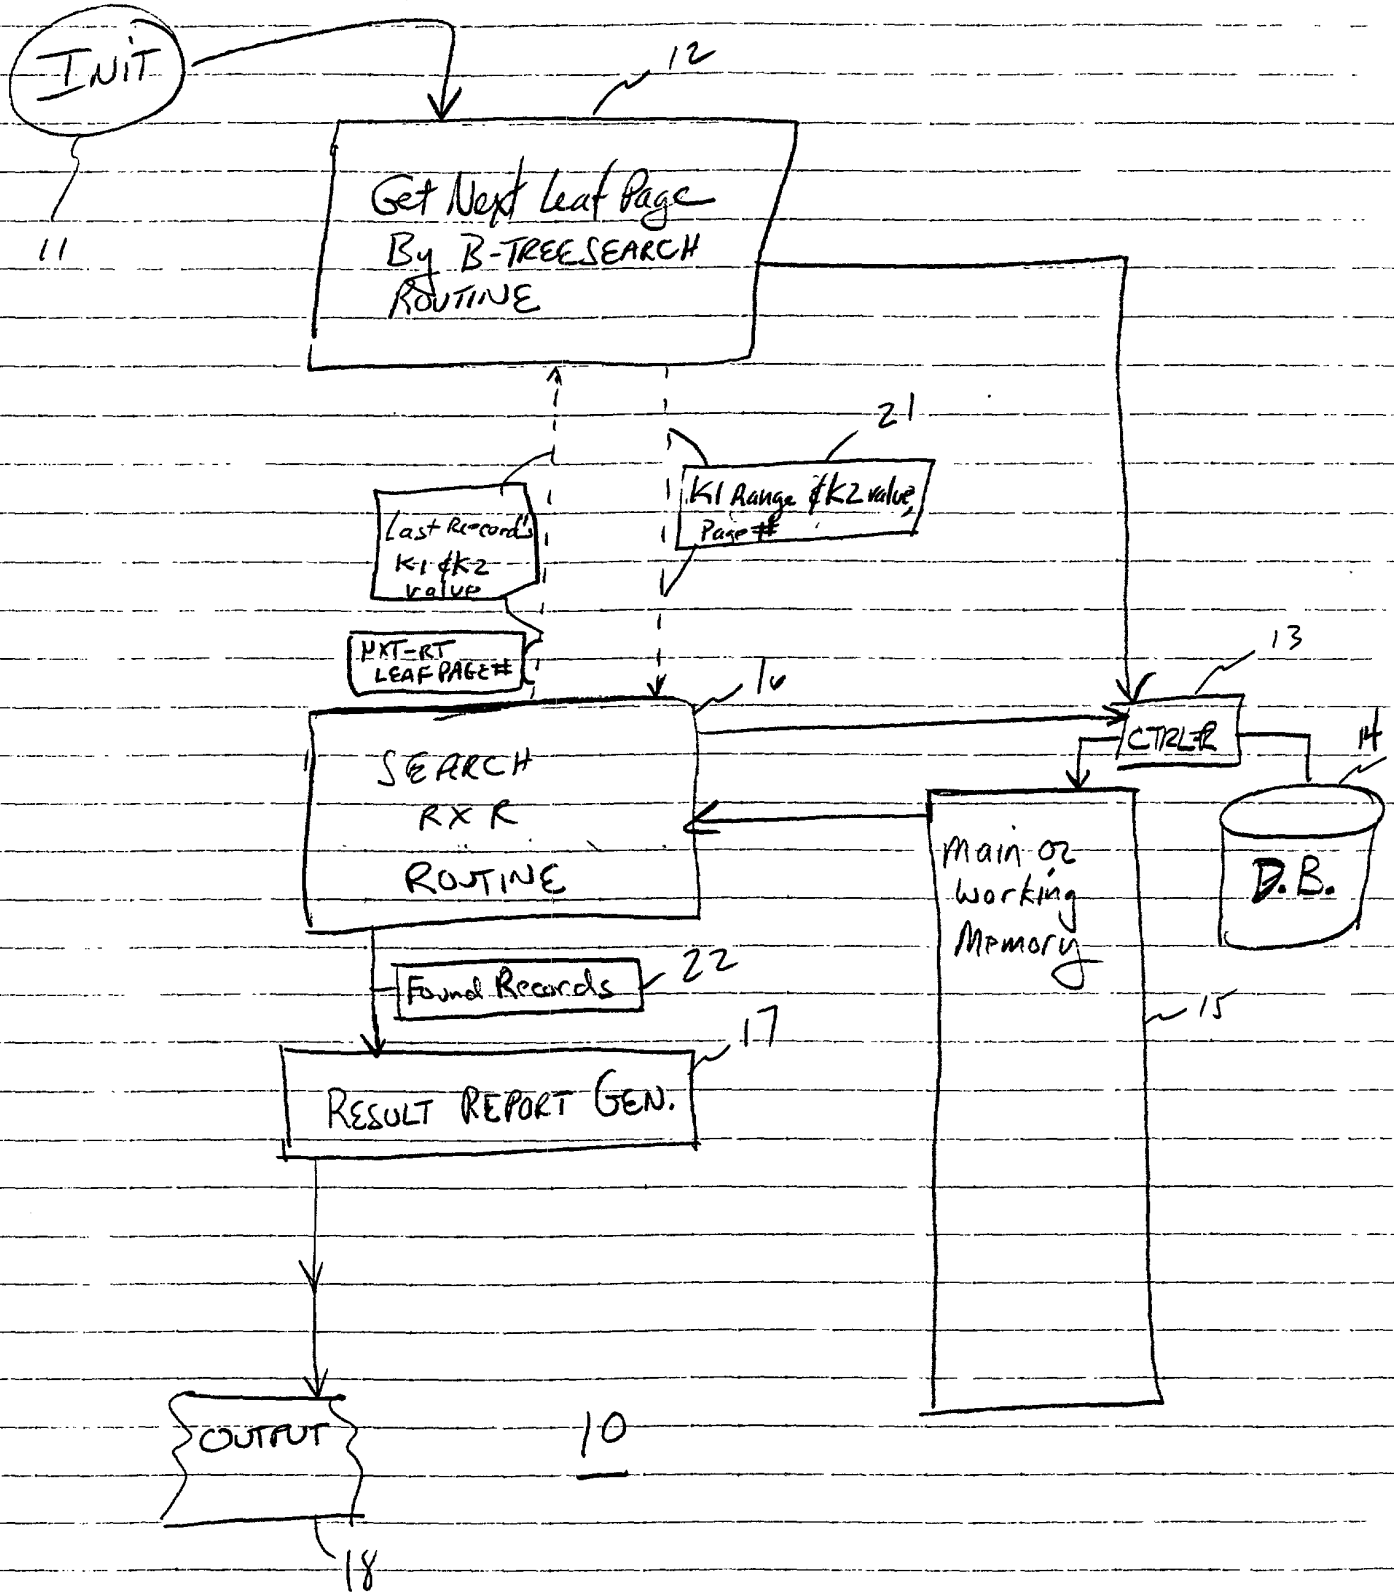 INIT
12
11
Get Next Leaf Page
By B-TREE SEARCH
ROUTINE
21
K1 Range & K2 value,
Page #
Last Record's
K1 & K2
value
NXT-RT
LEAF PAGE #
13
16
14
CTRLR
SEARCH
RXR
ROUTINE
D.B.
Main or
Working
Memory
22
Found Records
15
17
RESULT REPORT GEN.
OUTPUT
10
18